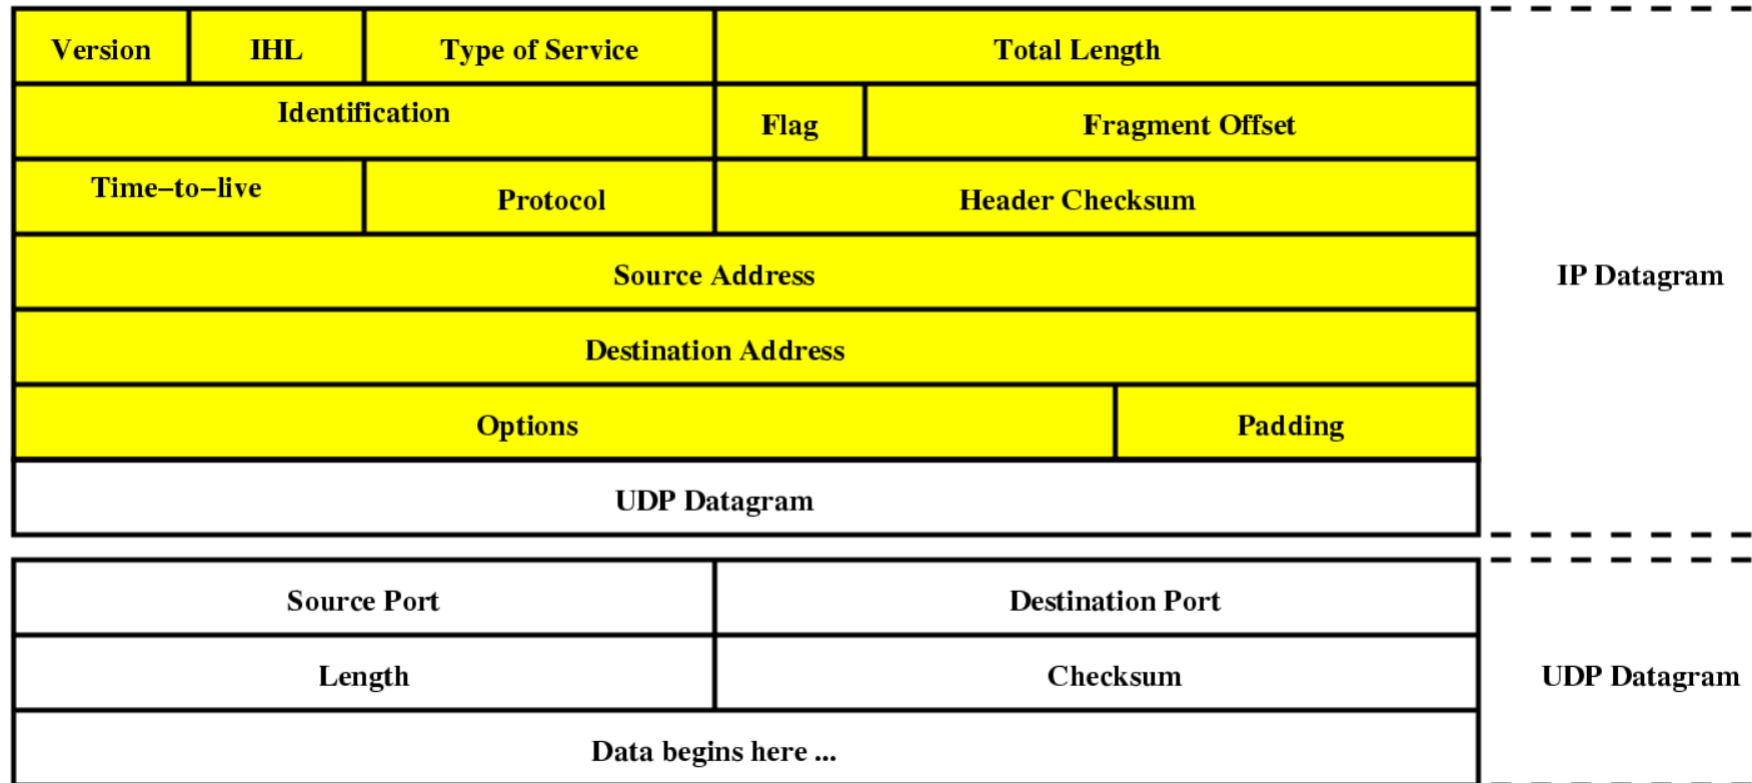 Version IHL Type of Service Total Length
Identification Flag Fragment Offset
Time–to–live Protocol Header Checksum
Source Address
IP Datagram
Destination Address
Options Padding
UDP Datagram
Source Port Destination Port
Length Checksum
UDP Datagram
Data begins here ...